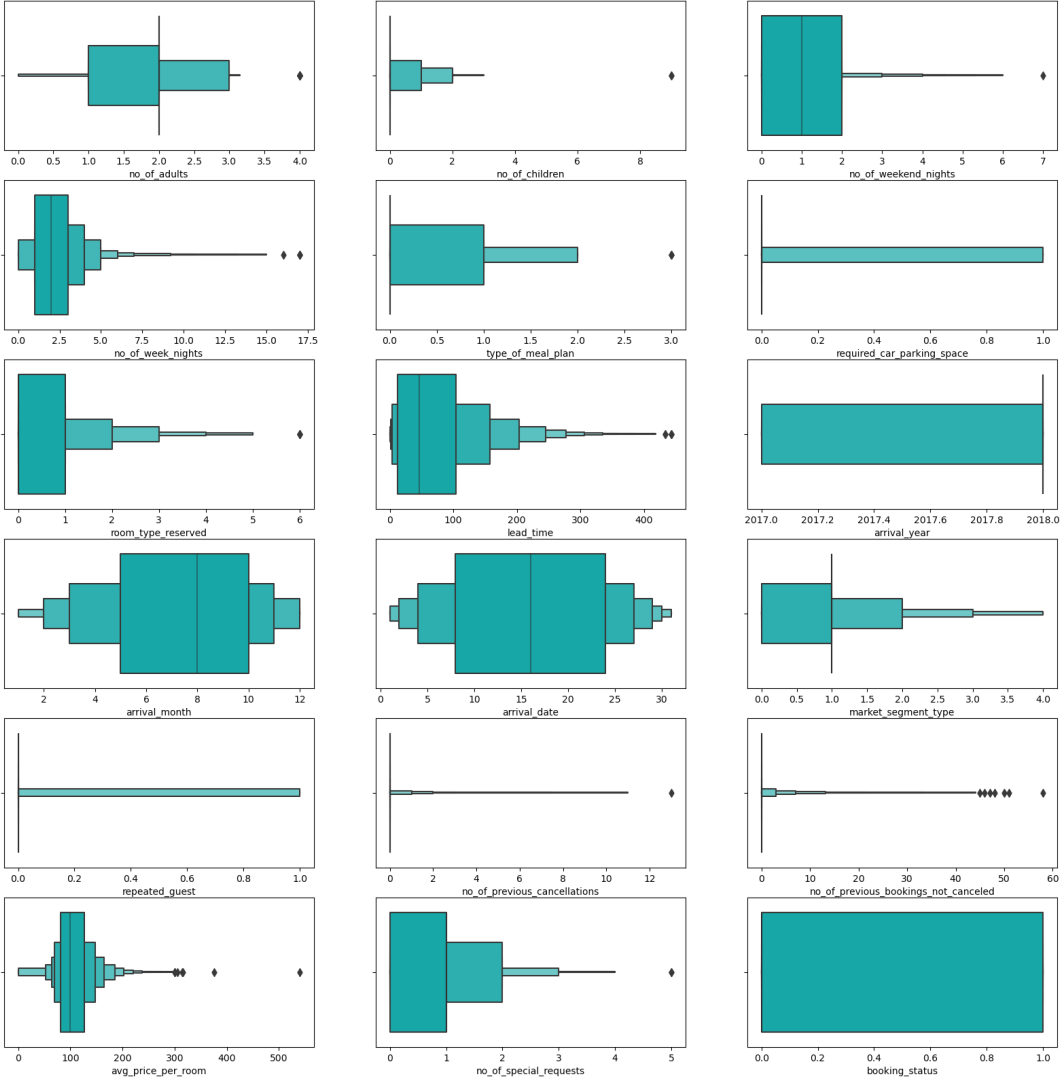 0.0 0.5 1.0 1.5 2.0 2.5 3.0 3.5 4.0
no_of_adults
0 2 4 6 8
no_of_children
0 1 2 3 4 5 6 7
no_of_weekend_nights
0.0 2.5 5.0 7.5 10.0 12.5 15.0 17.5
no_of_week_nights
0.0 0.5 1.0 1.5 2.0 2.5 3.0
type_of_meal_plan
0.0 0.2 0.4 0.6 0.8 1.0
required_car_parking_space
0 1 2 3 4 5 6
room_type_reserved
0 100 200 300 400
lead_time
2017.0 2017.2 2017.4 2017.6 2017.8 2018.0
arrival_year
2 4 6 8 10 12
arrival_month
0 5 10 15 20 25 30
arrival_date
0.0 0.5 1.0 1.5 2.0 2.5 3.0 3.5 4.0
market_segment_type
0.0 0.2 0.4 0.6 0.8 1.0
repeated_guest
0 2 4 6 8 10 12
no_of_previous_cancellations
0 10 20 30 40 50 60
no_of_previous_bookings_not_canceled
0 100 200 300 400 500
avg_price_per_room
0 1 2 3 4 5
no_of_special_requests
0.0 0.2 0.4 0.6 0.8 1.0
booking_status